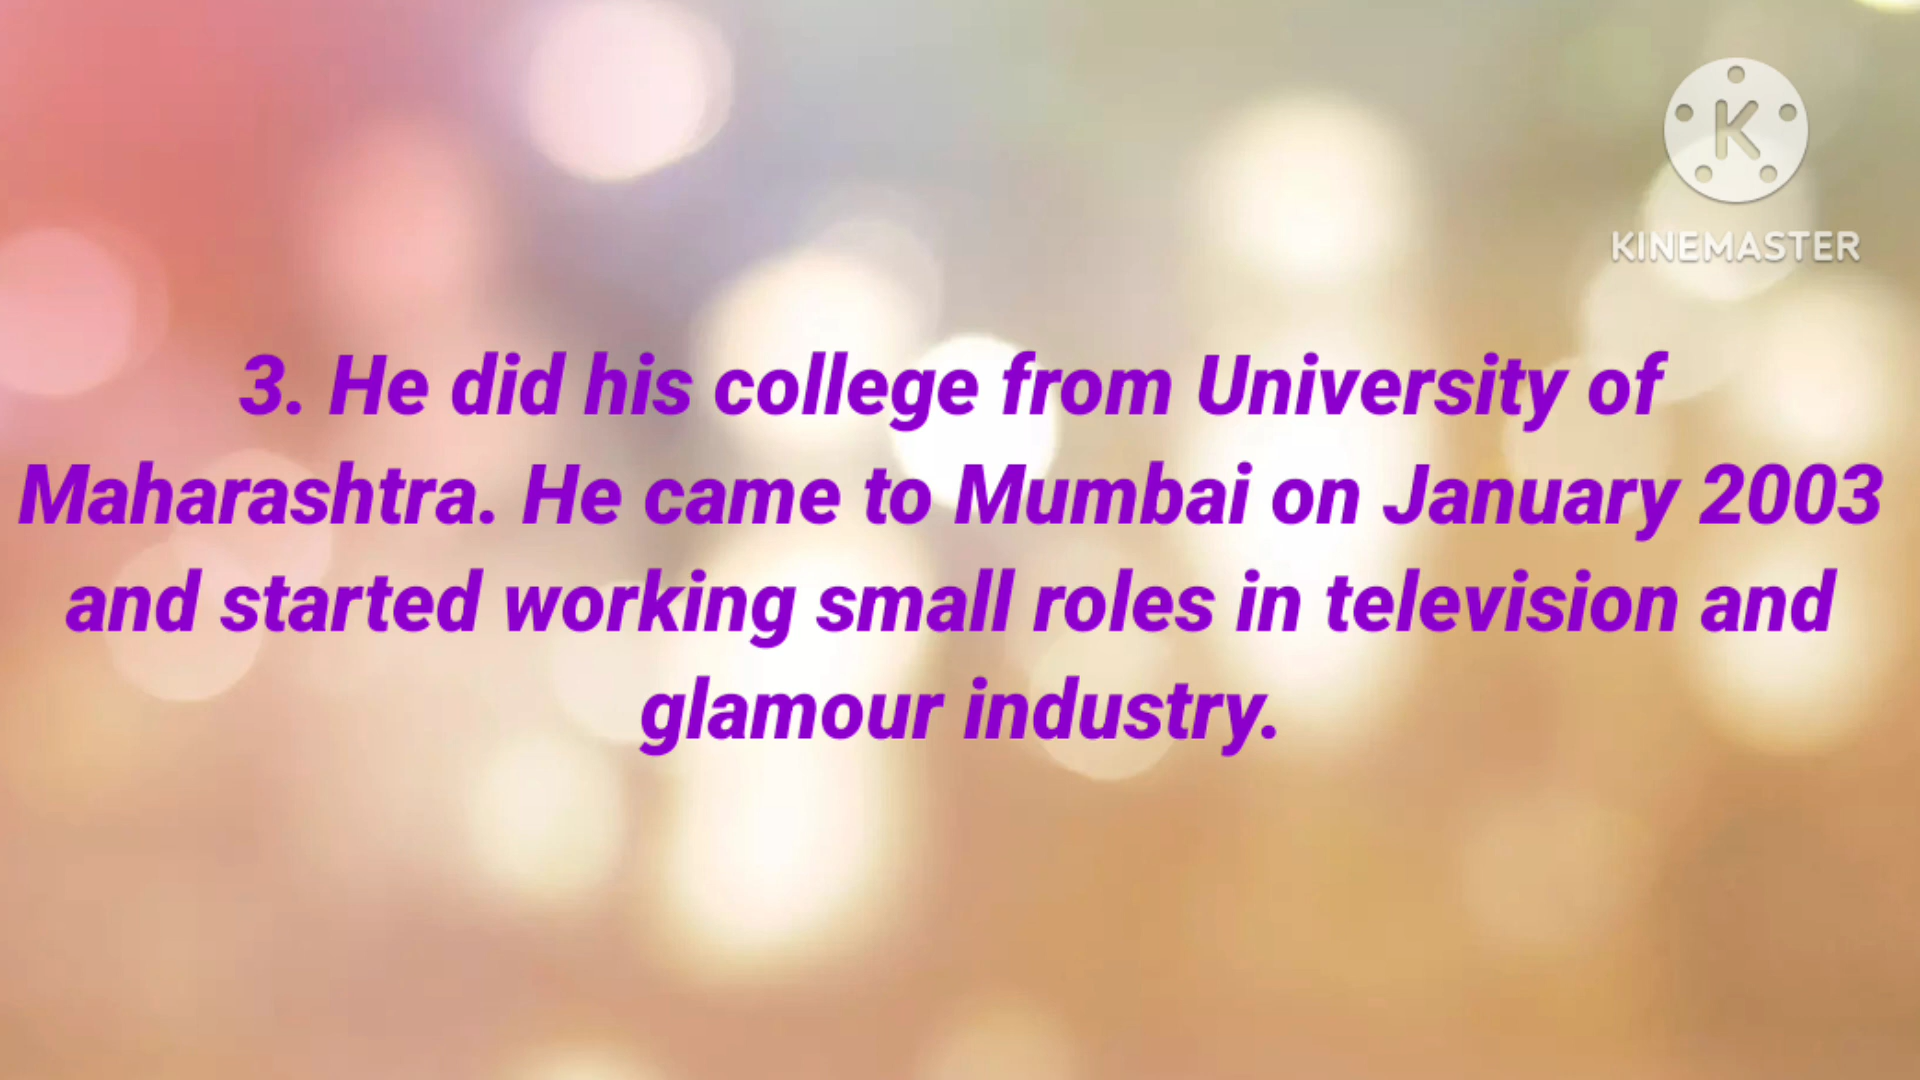 K
KINEMASTER
3. He did his college from University of
Maharashtra. He came to Mumbai on January 2003
and started working small roles in television and
glamour industry.